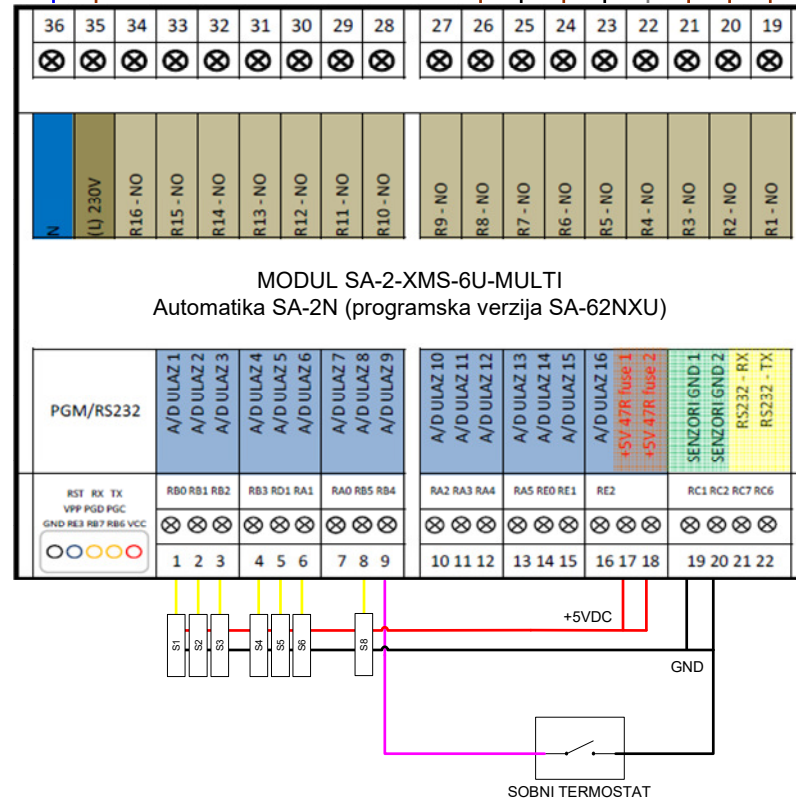 36 35 34 33 32 31 30 29 28 27 26 25 24 23 22 21 20 19
N
(L) 230V
R16 - NO
R15 - NO
R14 - NO
R13 - NO
R12 - NO
R11 - NO
R10 - NO
R9 - NO
R8 - NO
R7 - NO
R6 - NO
R5 - NO
R4 - NO
R3 - NO
R2 - NO
R1 - NO
MODUL SA-2-XMS-6U-MULTI
Automatika SA-2N (programska verzija SA-62NXU)
PGM/RS232
A/D ULAZ 1
A/D ULAZ 2
A/D ULAZ 3
A/D ULAZ 4
A/D ULAZ 5
A/D ULAZ 6
A/D ULAZ 7
A/D ULAZ 8
A/D ULAZ 9
A/D ULAZ 10
A/D ULAZ 11
A/D ULAZ 12
A/D ULAZ 13
A/D ULAZ 14
A/D ULAZ 15
A/D ULAZ 16
+5V 47R fuse 1
+5V 47R fuse 2
SENZORI GND 1
SENZORI GND 2
RS232 - RX
RS232 - TX
RST RX TX
VPP PGD PGC
GND RE3 RB7 RB6 VCC
RB0 RB1 RB2 RB3 RD1 RA1 RA0 RB5 RB4 RA2 RA3 RA4 RA5 RE0 RE1 RE2 RC1 RC2 RC7 RC6
1 2 3 4 5 6 7 8 9 10 11 12 13 14 15 16 17 18 19 20 21 22
+5VDC
S1
S2
S3
S4
S5
S6
S8
GND
SOBNI TERMOSTAT